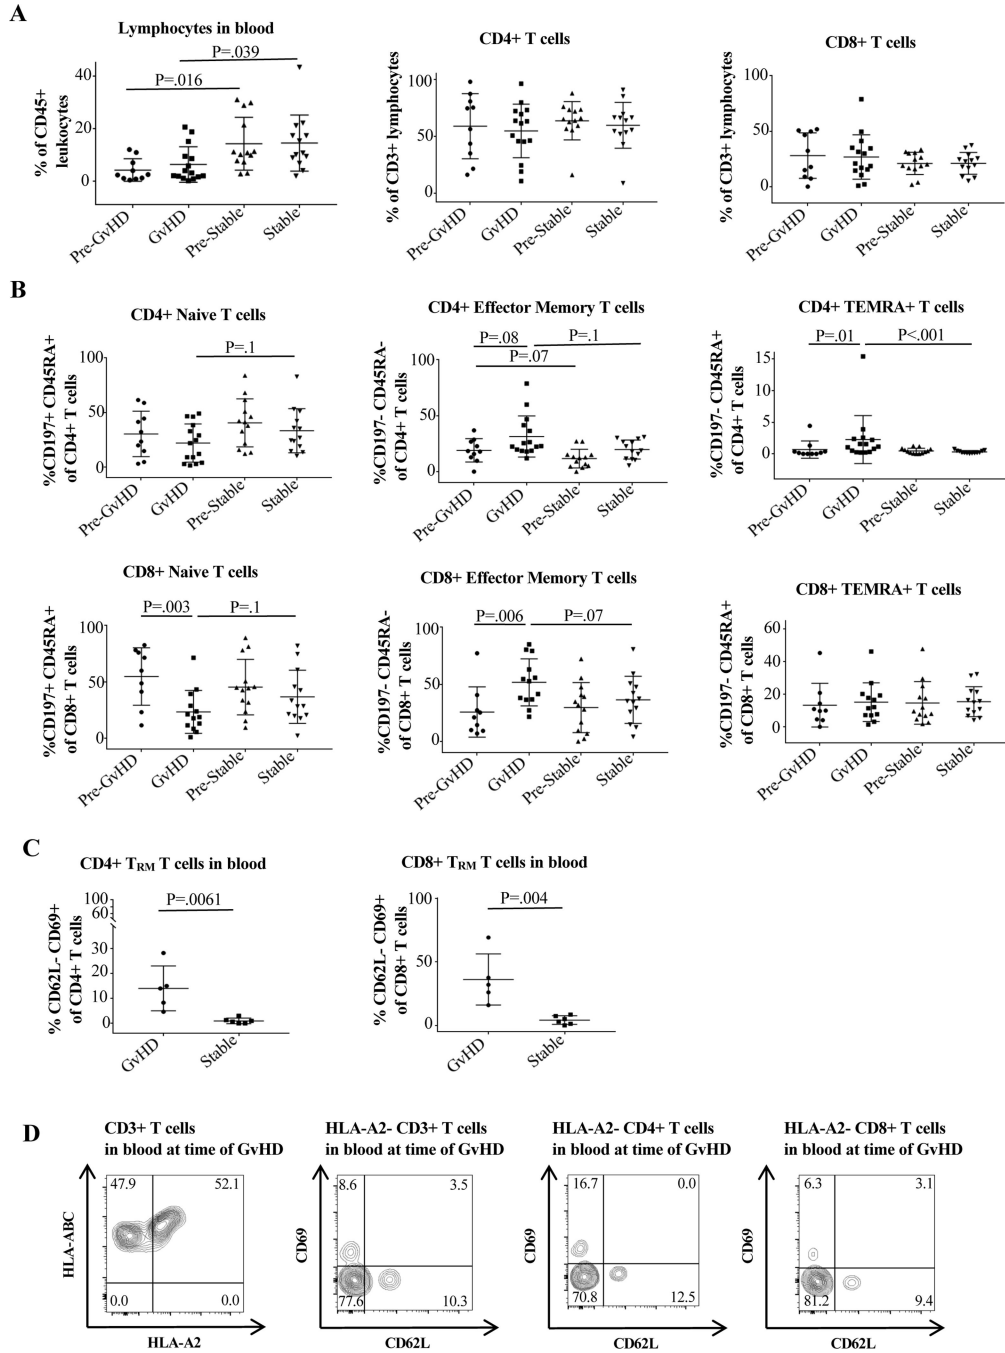 A
Lymphocytes in blood
P=.039
P=.016
40
20
0
% of CD45+
leukocytes
Pre-GvHD
GvHD
Pre-Stable
Stable
CD4+ T cells
100
50
0
% of CD3+ lymphocytes
Pre-GvHD
GvHD
Pre-Stable
Stable
CD8+ T cells
100
50
0
% of CD3+ lymphocytes
Pre-GvHD
GvHD
Pre-Stable
Stable
B
CD4+ Naive T cells
P=.1
100
50
0
%CD197+ CD45RA+
of CD4+ T cells
Pre-GvHD
GvHD
Pre-Stable
Stable
CD4+ Effector Memory T cells
P=.08
P=.1
P=.07
100
50
0
%CD197- CD45RA-
of CD4+ T cells
Pre-GvHD
GvHD
Pre-Stable
Stable
CD4+ TEMRA+ T cells
P=.01
P<.001
15
10
5
0
%CD197- CD45RA+
of CD4+ T cells
Pre-GvHD
GvHD
Pre-Stable
Stable
CD8+ Naive T cells
P=.003
P=.1
100
50
0
%CD197+ CD45RA+
of CD8+ T cells
Pre-GvHD
GvHD
Pre-Stable
Stable
CD8+ Effector Memory T cells
P=.006
P=.07
100
50
0
%CD197- CD45RA-
of CD8+ T cells
Pre-GvHD
GvHD
Pre-Stable
Stable
CD8+ TEMRA+ T cells
60
40
20
0
%CD197- CD45RA+
of CD8+ T cells
Pre-GvHD
GvHD
Pre-Stable
Stable
C
CD4+ TRM T cells in blood
P=.0061
100
60
30
20
10
0
% CD62L- CD69+
of CD4+ T cells
GvHD
Stable
CD8+ TRM T cells in blood
P=.004
100
50
0
% CD62L- CD69+
of CD8+ T cells
GvHD
Stable
D
CD3+ T cells
in blood at time of GvHD
47.9 52.1
0.0 0.0
HLA-ABC
HLA-A2
HLA-A2- CD3+ T cells
in blood at time of GvHD
8.6 3.5
77.6 10.3
CD69
CD62L
HLA-A2- CD4+ T cells
in blood at time of GvHD
16.7 0.0
70.8 12.5
CD69
CD62L
HLA-A2- CD8+ T cells
in blood at time of GvHD
6.3 3.1
81.2 9.4
CD69
CD62L